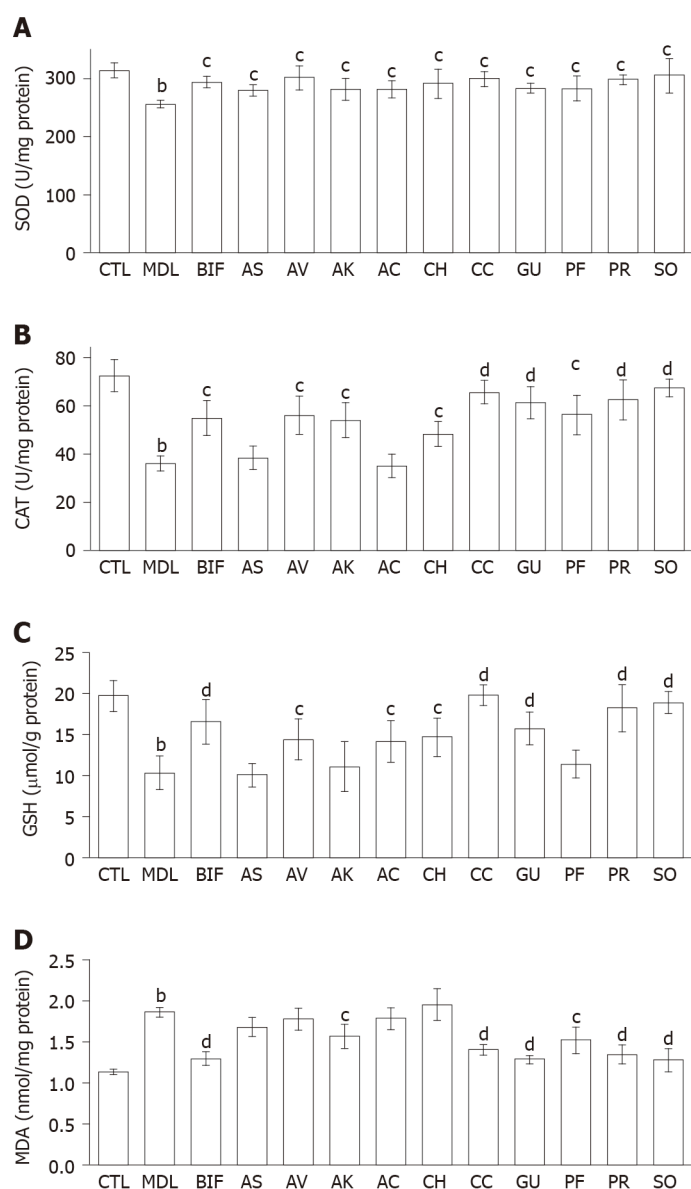 A
c c c c c c c c c c c
b
300
200
100
0
SOD (U/mg protein)
CTL MDL BIF AS AV AK AC CH CC GU PF PR SO
B
80
60
40
20
0
CAT (U/mg protein)
b c c c c d d c d d
CTL MDL BIF AS AV AK AC CH CC GU PF PR SO
C
25
20
15
10
5
0
GSH (μmol/g protein)
b d c c c d d d d
CTL MDL BIF AS AV AK AC CH CC GU PF PR SO
D
2.5
2.0
1.5
1.0
0.5
0.0
MDA (nmol/mg protein)
b d c d d c d d
CTL MDL BIF AS AV AK AC CH CC GU PF PR SO